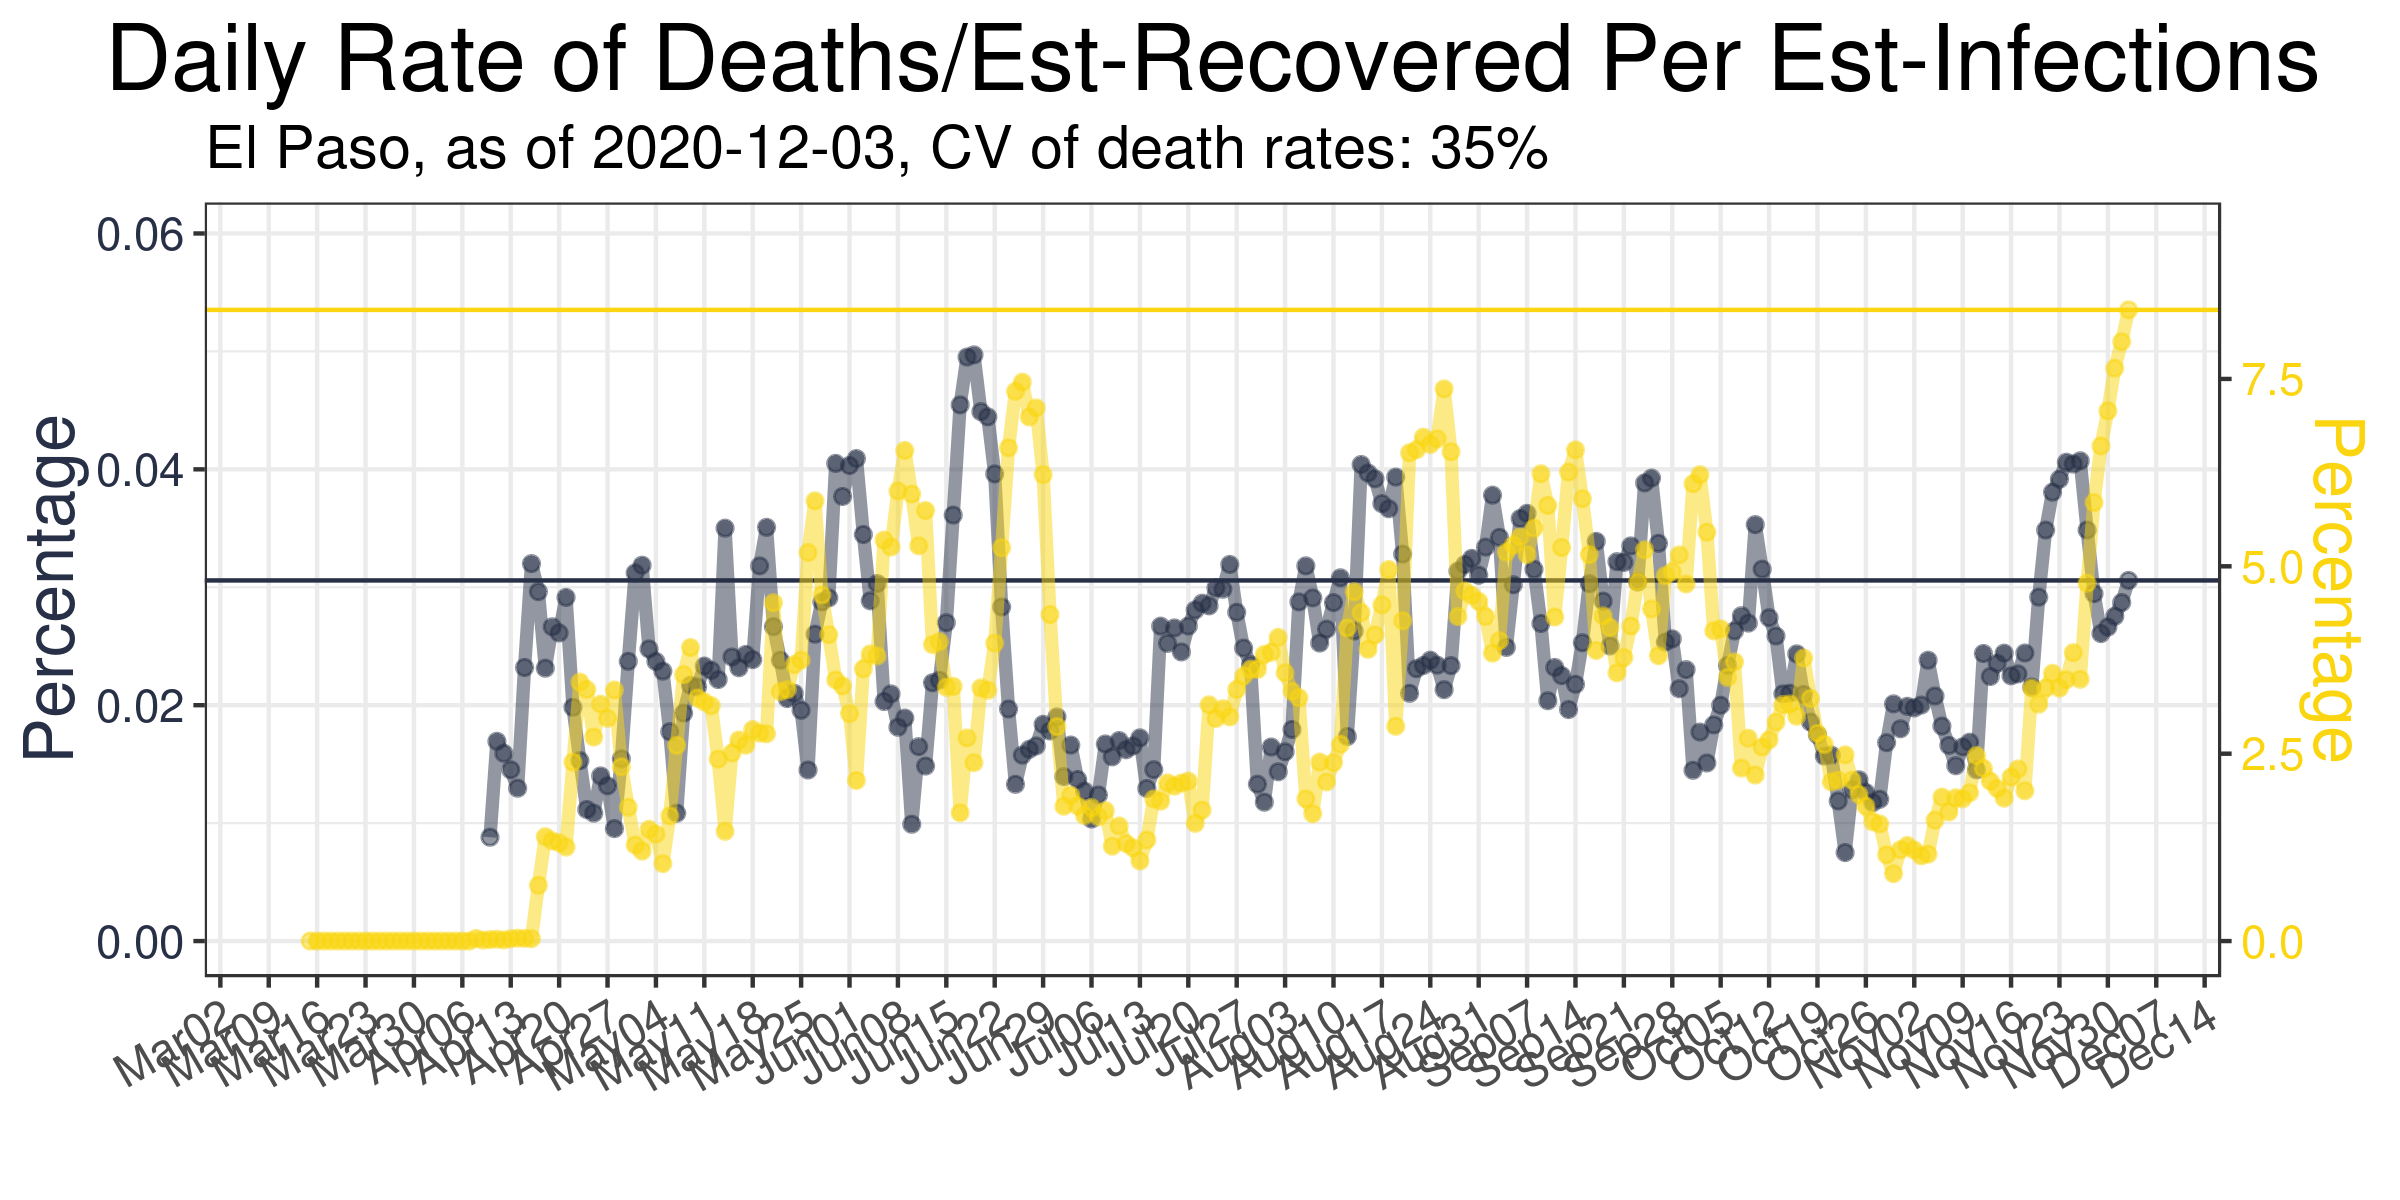 Daily Rate of Deaths/Est-Recovered Per Est-Infections
El Paso, as of 2020-12-03, CV of death rates: 35%
Percentage
0.06
0.04
0.02
0.00
7.5
5.0
2.5
0.0
Percentage
Mar02
Mar09
Mar16
Mar23
Mar30
Apr06
Apr13
Apr20
Apr27
May04
May11
May18
May25
Jun01
Jun08
Jun15
Jun22
Jun29
Jul06
Jul13
Jul20
Jul27
Aug03
Aug10
Aug17
Aug24
Aug31
Sep07
Sep14
Sep21
Sep28
Oct05
Oct12
Oct19
Oct26
Nov02
Nov09
Nov16
Nov23
Nov30
Dec07
Dec14